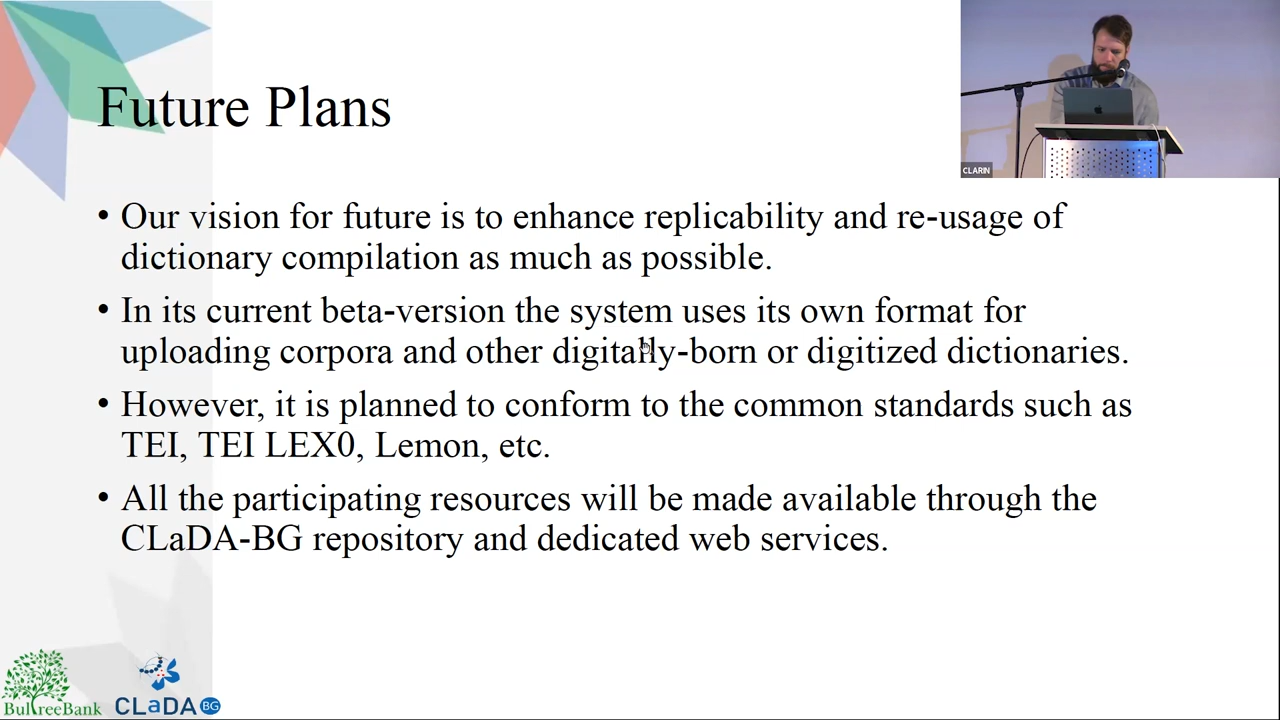 Future Plans
CLARIN
• Our vision for future is to enhance replicability and re-usage of
dictionary compilation as much as possible.
• In its current beta-version the system uses its own format for
uploading corpora and other digitally-born or digitized dictionaries.
• However, it is planned to conform to the common standards such as
TEI, TEI LEX0, Lemon, etc.
• All the participating resources will be made available through the
CLaDA-BG repository and dedicated web services.
BulTreeBank
CLaDA BG